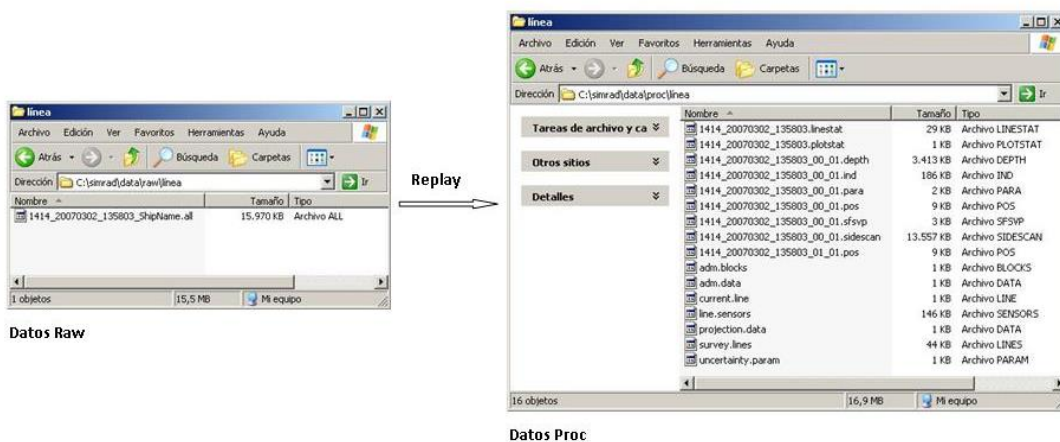 línea
Archivo Edición Ver Favoritos Herramientas Ayuda
Atrás Búsqueda Carpetas
Dirección C:\simrad\data\raw\línea Ir
Nombre Tamaño Tipo
1414_20070302_135803_ShipName.all 15.970 KB Archivo ALL
1 objetos 15,5 MB Mi equipo
Datos Raw
Replay
línea
Archivo Edición Ver Favoritos Herramientas Ayuda
Atrás Búsqueda Carpetas
Dirección C:\simrad\data\proc\línea Ir
Tareas de archivo y ca
Otros sitios
Detalles
Nombre Tamaño Tipo
1414_20070302_135803.linestat 29 KB Archivo LINESTAT
1414_20070302_135803.plotstat 1 KB Archivo PLOTSTAT
1414_20070302_135803_00_01.depth 3.413 KB Archivo DEPTH
1414_20070302_135803_00_01.ind 186 KB Archivo IND
1414_20070302_135803_00_01.para 2 KB Archivo PARA
1414_20070302_135803_00_01.pos 9 KB Archivo POS
1414_20070302_135803_00_01.sfsvp 3 KB Archivo SFSVP
1414_20070302_135803_00_01.sidescan 13.557 KB Archivo SIDESCAN
1414_20070302_135803_01_01.pos 9 KB Archivo POS
adm.blocks 1 KB Archivo BLOCKS
adm.data 1 KB Archivo DATA
current.line 1 KB Archivo LINE
line.sensors 146 KB Archivo SENSORS
projection.data 1 KB Archivo DATA
survey.lines 44 KB Archivo LINES
uncertainty.param 1 KB Archivo PARAM
16 objetos 16,9 MB Mi equipo
Datos Proc